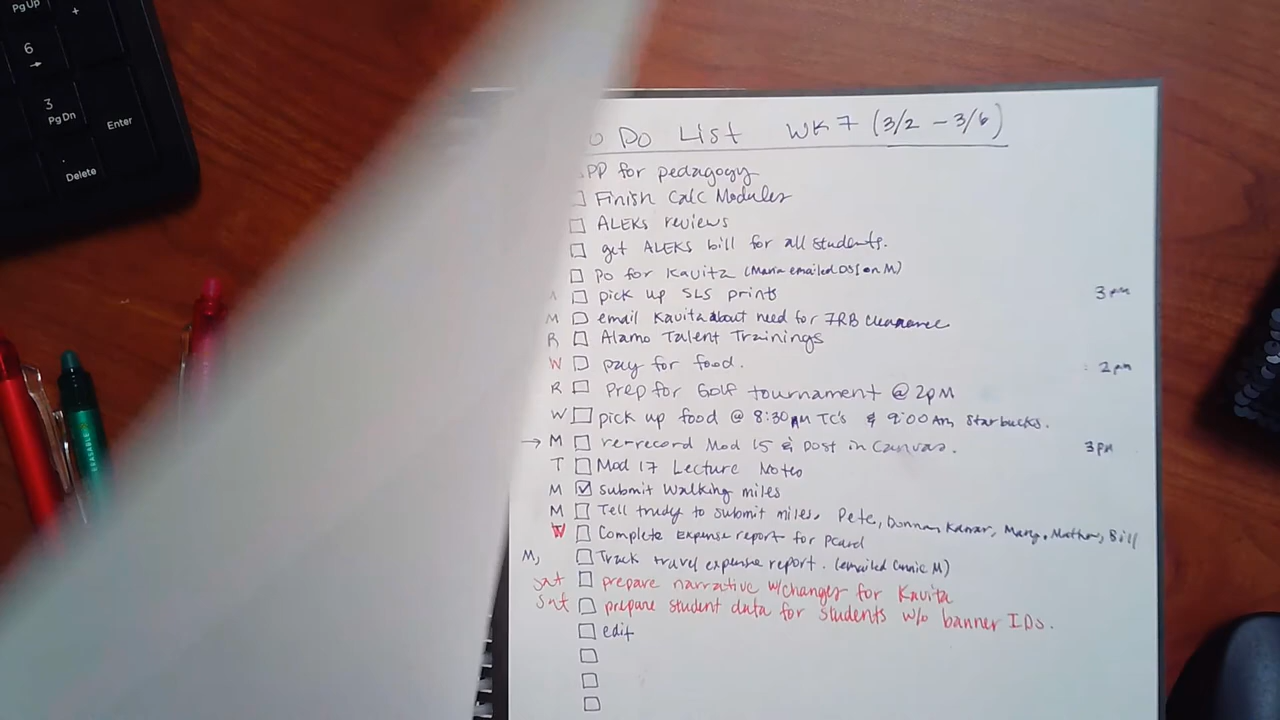 PgUp
+
6
3
PgDn
Enter
.
Delete
o Do List WK 7 (3/2 - 3/6)
PP for pedagogy
Finish Calc Modules
ALEKS reviews
get ALEKS bill for all students.
PO for Kavita (Maria emailed DSI on M)
pick up SLS prints 3pm
M email Kavita about need for IRB clearance
R Alamo Talent Trainings
W pay for food. : 2pm
R Prep for Golf tournament @ 2PM
W pick up food @ 8:30AM TC's & 9:00 Am Starbucks.
→ M re-record Mod 15 & post in Canvas. 3pm
T Mod 17 Lecture Notes
M submit Walking miles
M Tell trudy to submit miles. Pete, Donna, Mary, Bill
W Complete expense report for Pcard
M, Track travel expense report. (emailed M)
sat prepare narrative w/changes for Kavita
sat prepare student data for students w/o banner IDs.
edit